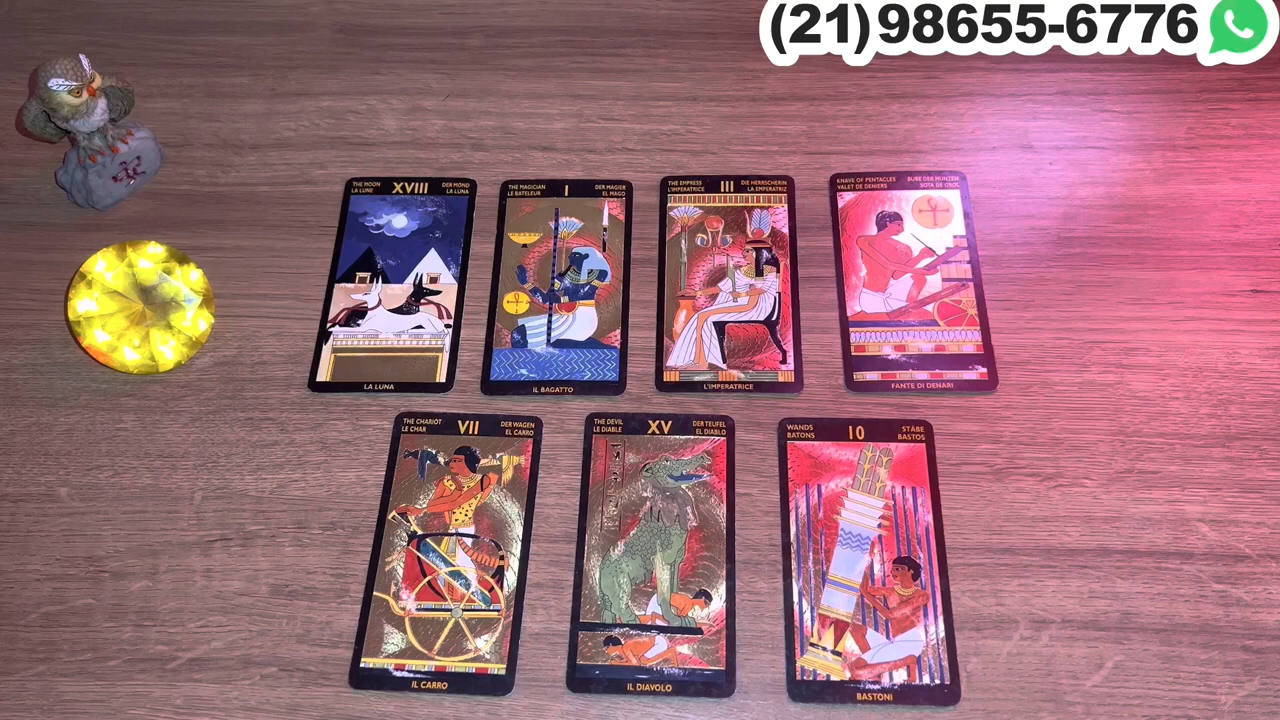 (21)98655-6776
THE MOON
LA LUNE
XVIII
DER MOND
LA LUNA
LA LUNA
THE MAGICIAN
LE BATELEUR
I
DER MAGIER
EL MAGO
IL BAGATTO
THE EMPRESS
L'IMPERATRICE
III
DIE HERRSCHERIN
LA EMPERATRIZ
L'IMPERATRICE
KNAVE OF PENTACLES
VALET DE DENIERS
BUBE DER MUNZEN
SOTA DE OROS
FANTE DI DENARI
THE CHARIOT
LE CHAR
VII
DER WAGEN
EL CARRO
IL CARRO
THE DEVIL
LE DIABLE
XV
DER TEUFEL
EL DIABLO
IL DIAVOLO
WANDS
BATONS
10
STÄBE
BASTOS
BASTONI